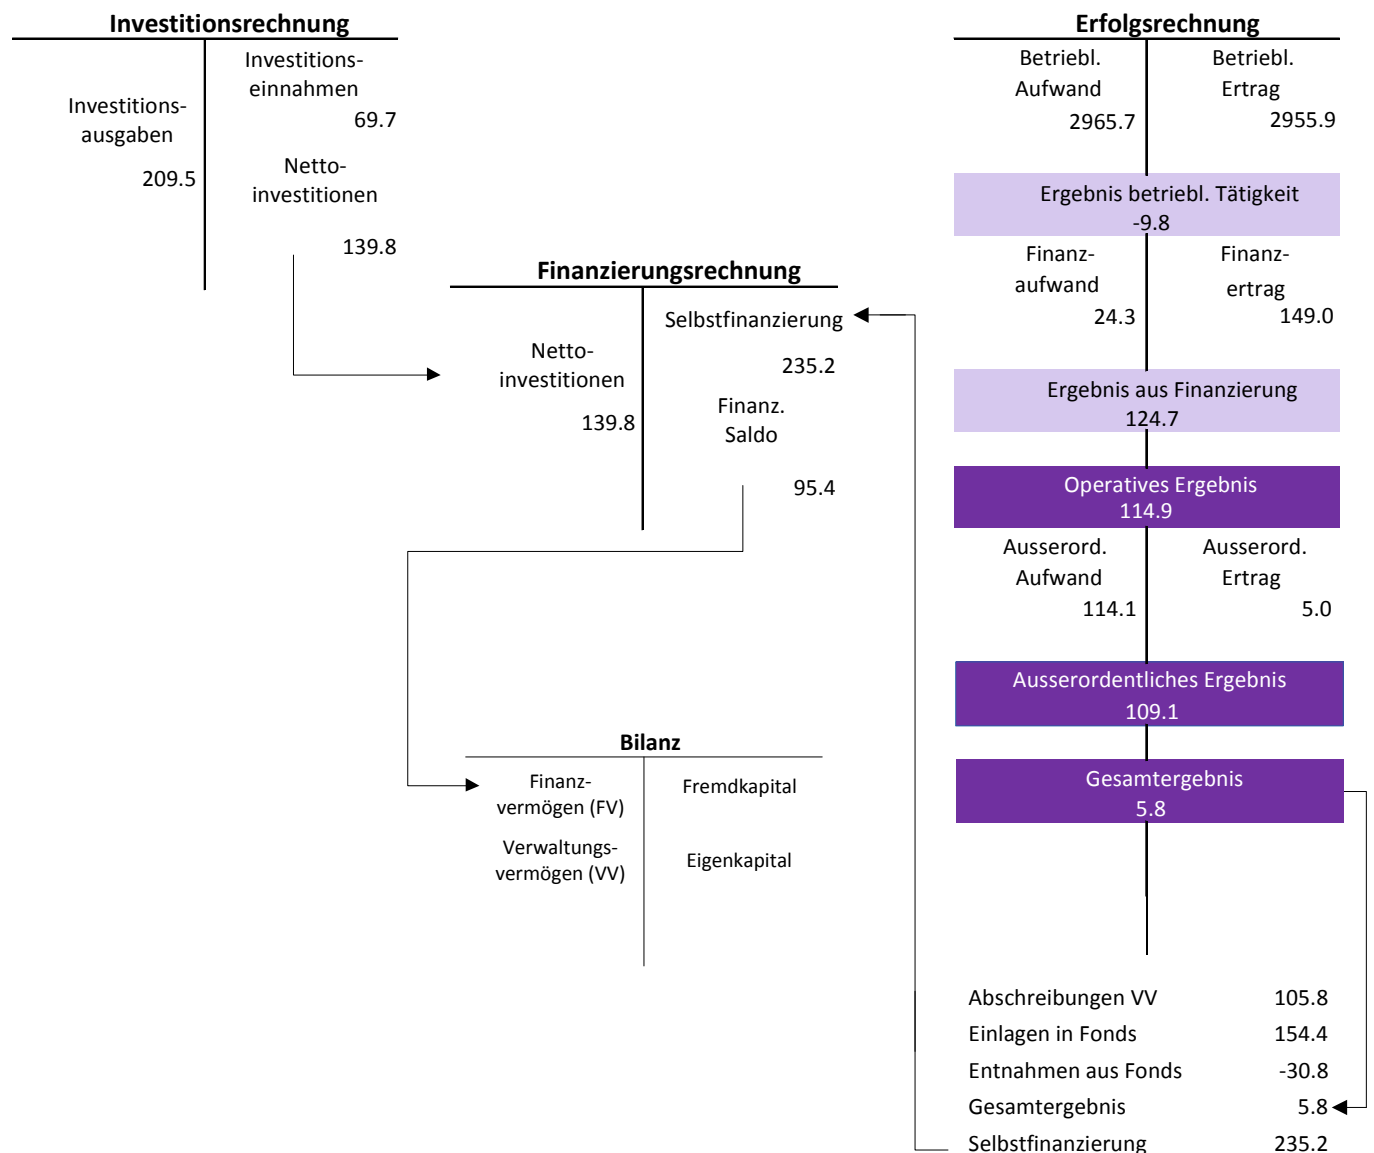 Investitionsrechnung
Investitions-
einnahmen
69.7
Investitions-
ausgaben
209.5
Netto-
investitionen
139.8
Finanzierungsrechnung
Selbstfinanzierung
235.2
Netto-
investitionen
139.8
Finanz.
Saldo
95.4
Bilanz
Finanz-
vermögen (FV)
Fremdkapital
Verwaltungs-
vermögen (VV)
Eigenkapital
Erfolgsrechnung
Betriebl.
Aufwand
2965.7
Betriebl.
Ertrag
2955.9
Ergebnis betriebl. Tätigkeit
-9.8
Finanz-
aufwand
24.3
Finanz-
ertrag
149.0
Ergebnis aus Finanzierung
124.7
Operatives Ergebnis
114.9
Ausserord.
Aufwand
114.1
Ausserord.
Ertrag
5.0
Ausserordentliches Ergebnis
109.1
Gesamtergebnis
5.8
Abschreibungen VV 105.8
Einlagen in Fonds 154.4
Entnahmen aus Fonds -30.8
Gesamtergebnis 5.8
Selbstfinanzierung 235.2